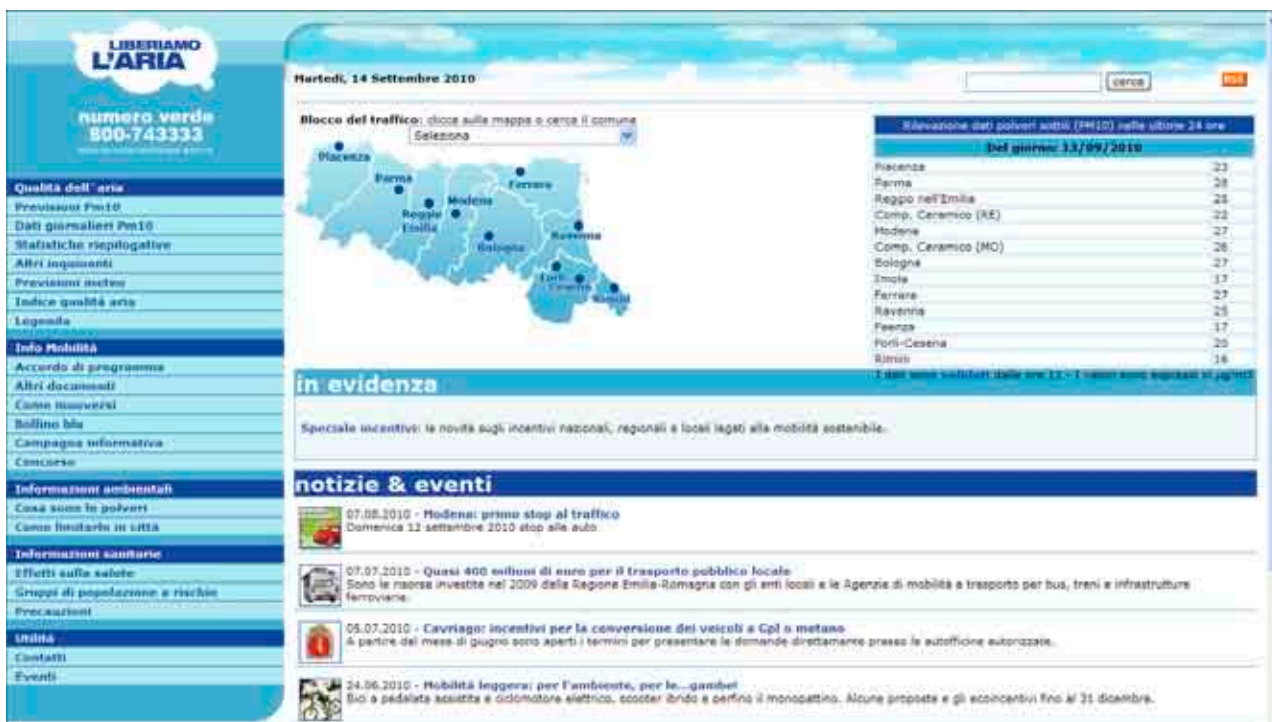 LIBERIAMO
L'ARIA
numero verde
800-743333
Qualità dell'aria
Previsioni Pm10
Dati giornalieri Pm10
Statistiche riepilogative
Altri inquinanti
Previsioni meteo
Indice qualità aria
Legenda
Info Mobilità
Accordo di programma
Altri documenti
Come muoversi
Bollino blu
Campagna informativa
Concorso
Informazioni ambientali
Cosa sono le polveri
Come limitarle in città
Informazioni sanitarie
Effetti sulla salute
Gruppi di popolazione a rischio
Precauzioni
Utilità
Contatti
Eventi
Martedì, 14 Settembre 2010
cerca
RSS
Blocco del traffico: clicca sulla mappa o cerca il comune
Seleziona
Piacenza
Parma
Reggio
Emilia
Modena
Ferrara
Bologna
Ravenna
Forlì-
Cesena
Rimini
Rilevazione dati polveri sottili (PM10) nelle ultime 24 ore
Del giorno: 13/09/2010
Piacenza 23
Parma 28
Reggio nell'Emilia 25
Comp. Ceramico (RE) 22
Modena 27
Comp. Ceramico (MO) 26
Bologna 27
Imola 17
Ferrara 27
Ravenna 25
Faenza 17
Forlì-Cesena 20
Rimini 16
I dati sono validati dalle ore 11 - I valori sono espressi in µg/m3
in evidenza
Speciale incentivi: le novità sugli incentivi nazionali, regionali e locali legati alla mobilità sostenibile.
notizie & eventi
07.08.2010 - Modena: primo stop al traffico
Domenica 12 settembre 2010 stop alle auto
07.07.2010 - Quasi 400 milioni di euro per il trasporto pubblico locale
Sono le risorse investite nel 2009 dalla Regione Emilia-Romagna con gli enti locali e le Agenzie di mobilità e trasporto per bus, treni e infrastrutture
ferroviarie.
05.07.2010 - Cavriago: incentivi per la conversione dei veicoli a Gpl o metano
A partire dal mese di giugno sono aperti i termini per presentare le domande direttamente presso le autofficine autorizzate.
24.06.2010 - Mobilità leggera: per l'ambiente, per le...gambe!
Bici a pedalata assistita e ciclomotore elettrico, scooter ibrido e perfino il monopattino. Alcune proposte e gli ecoincentivi fino al 31 dicembre.